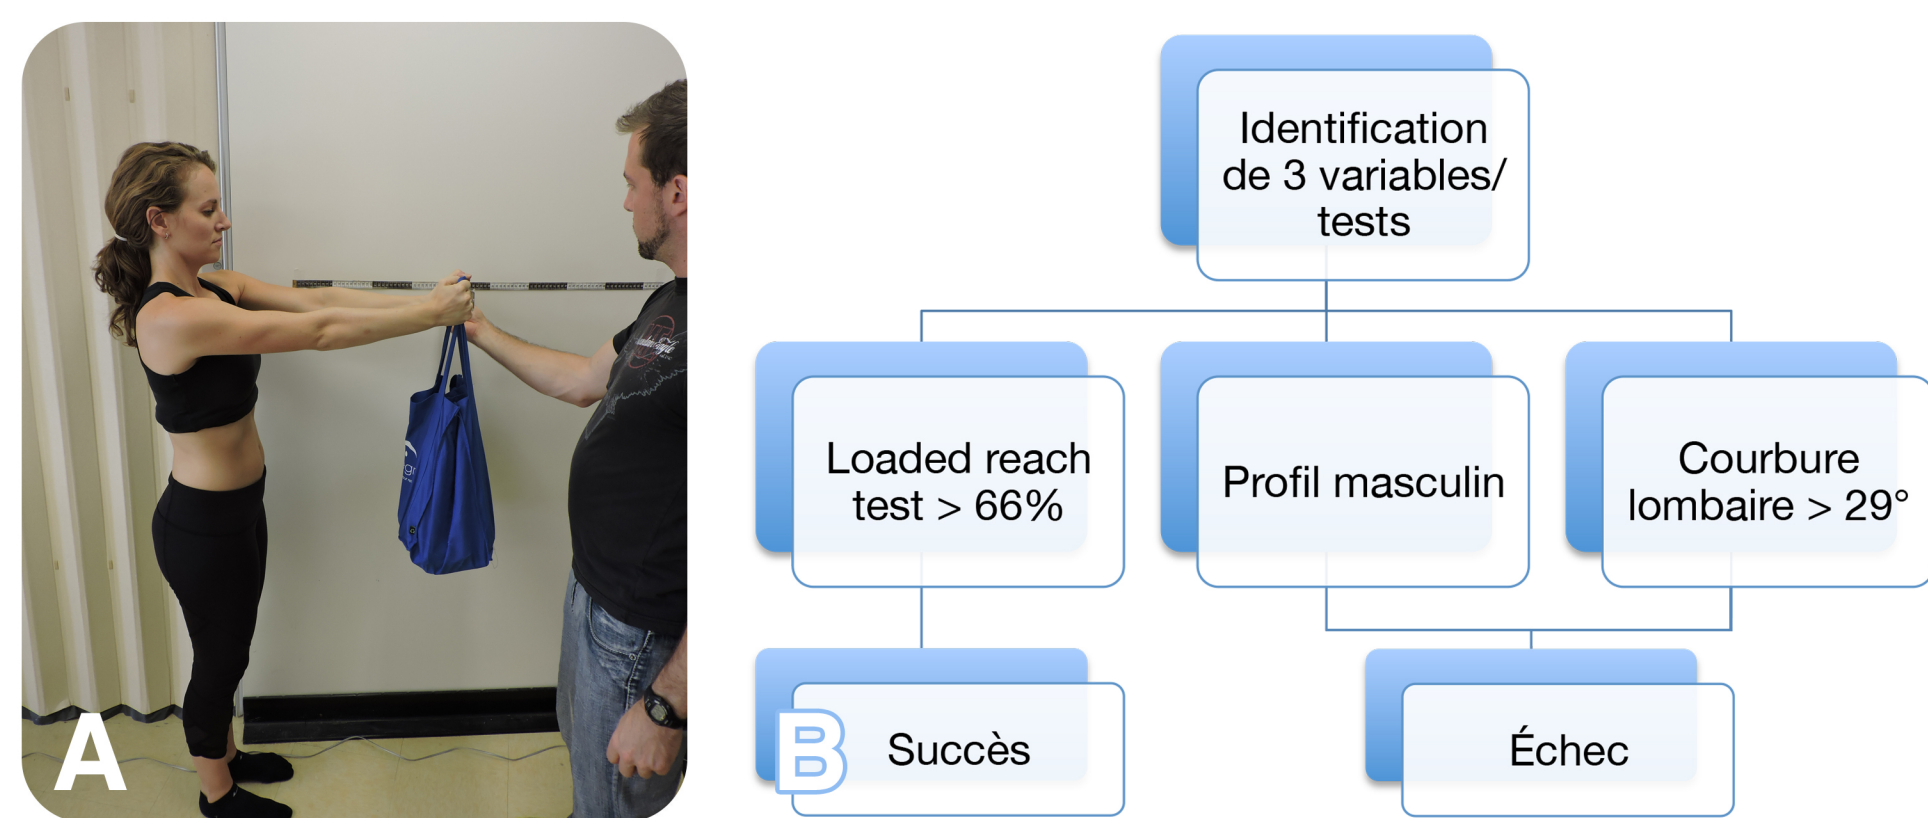 A
Identification
de 3 variables/
tests
Loaded reach
test > 66%
Profil masculin
Courbure
lombaire > 29°
B
Succès
Échec